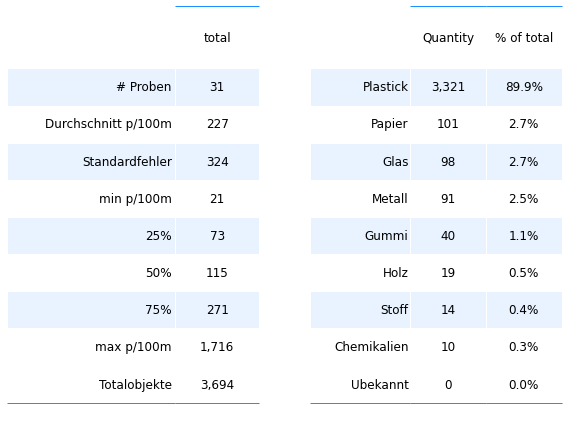 total
# Proben 31
Durchschnitt p/100m 227
Standardfehler 324
min p/100m 21
25% 73
50% 115
75% 271
max p/100m 1,716
Totalobjekte 3,694
Quantity % of total
Plastick 3,321 89.9%
Papier 101 2.7%
Glas 98 2.7%
Metall 91 2.5%
Gummi 40 1.1%
Holz 19 0.5%
Stoff 14 0.4%
Chemikalien 10 0.3%
Ubekannt 0 0.0%